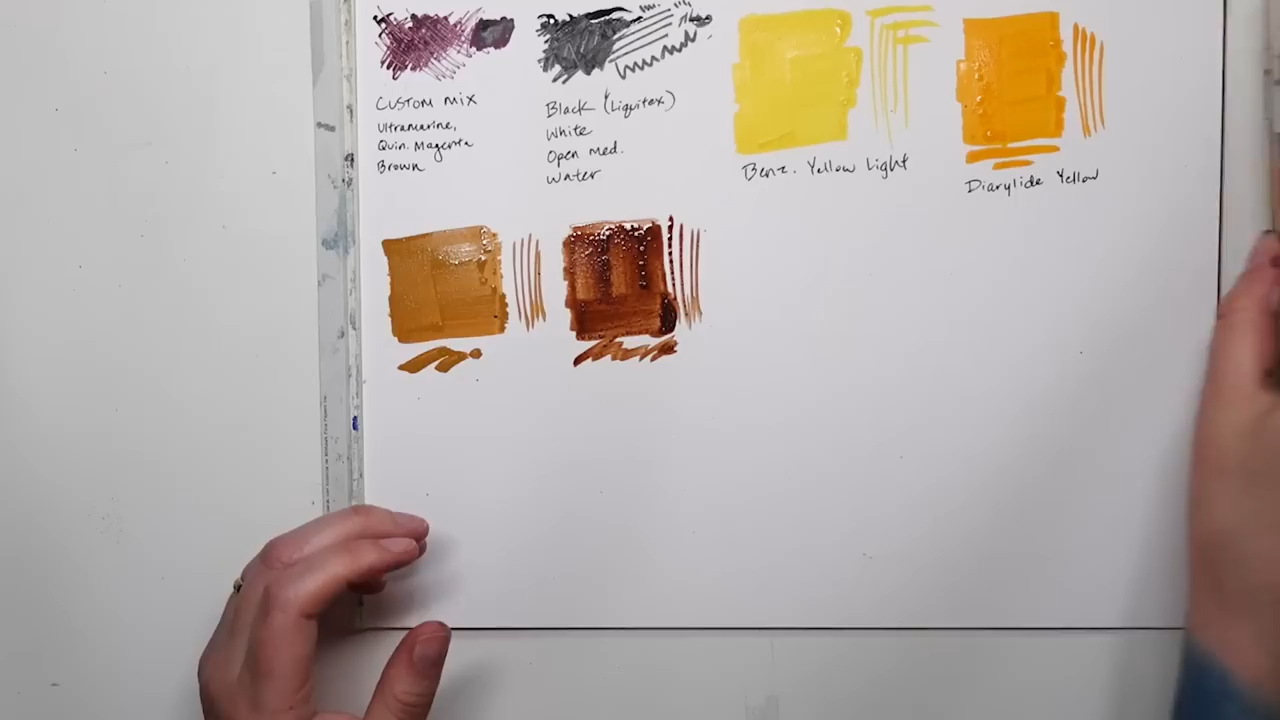 Custom mix
Ultramarine,
Quin. Magenta
Brown
Black (Liquitex)
White
Open Med.
Water
Benz. Yellow Light
Diarylide Yellow